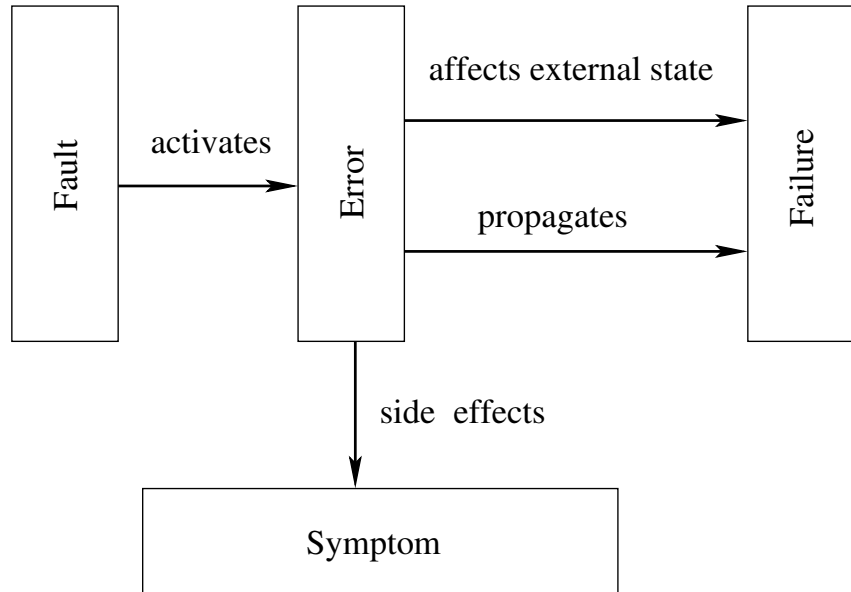 Fault
activates
Error
affects external state
propagates
Failure
side effects
Symptom